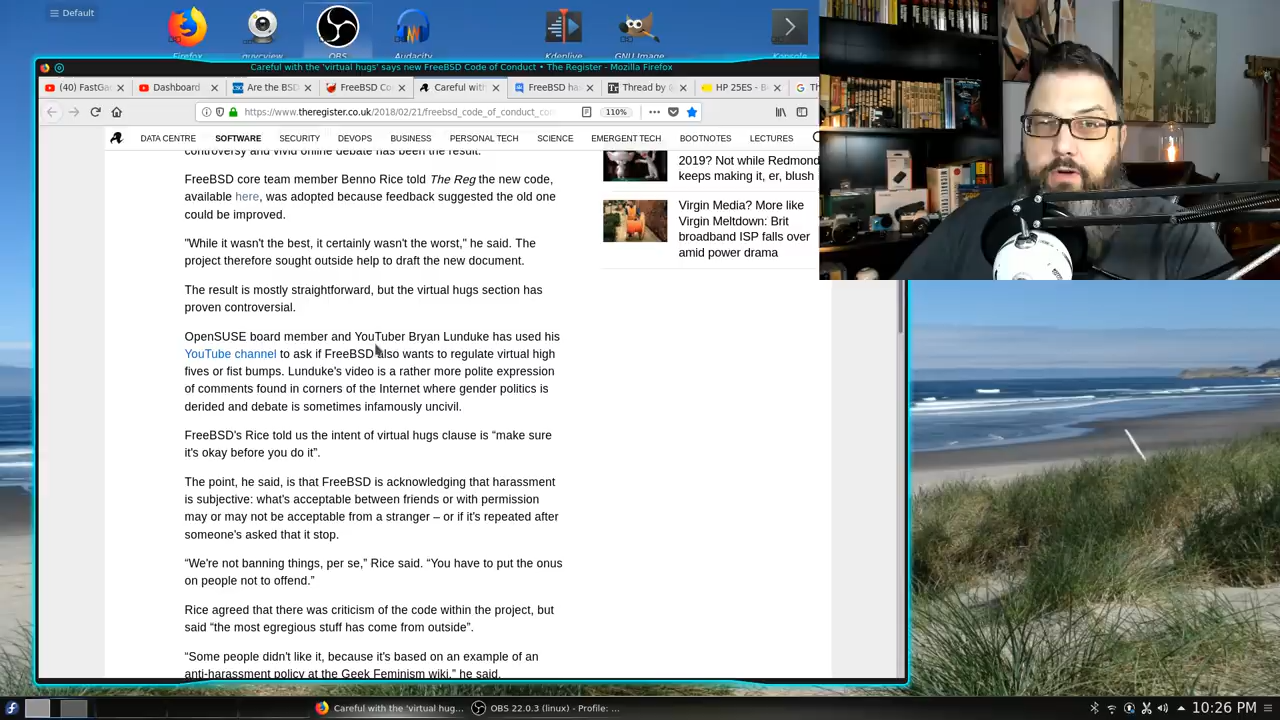 Default
Firefox
guvcview
OBS
Audacity
Kdenlive
GNU Image
Konsole
Careful with the 'virtual hugs' says new FreeBSD Code of Conduct • The Register - Mozilla Firefox
(40) FastGa
Dashboard
Are the BSD
FreeBSD Co
Careful with
FreeBSD has
Thread by
HP 25ES - B
Th
https://www.theregister.co.uk/2018/02/21/freebsd_code_of_conduct_co
110%
DATA CENTRE SOFTWARE SECURITY DEVOPS BUSINESS PERSONAL TECH SCIENCE EMERGENT TECH BOOTNOTES LECTURES
controversy and vivid online debate has been the result.
FreeBSD core team member Benno Rice told The Reg the new code,
available here, was adopted because feedback suggested the old one
could be improved.
"While it wasn't the best, it certainly wasn't the worst," he said. The
project therefore sought outside help to draft the new document.
The result is mostly straightforward, but the virtual hugs section has
proven controversial.
OpenSUSE board member and YouTuber Bryan Lunduke has used his
YouTube channel to ask if FreeBSD also wants to regulate virtual high
fives or fist bumps. Lunduke's video is a rather more polite expression
of comments found in corners of the Internet where gender politics is
derided and debate is sometimes infamously uncivil.
FreeBSD's Rice told us the intent of virtual hugs clause is “make sure
it's okay before you do it”.
The point, he said, is that FreeBSD is acknowledging that harassment
is subjective: what's acceptable between friends or with permission
may or may not be acceptable from a stranger – or if it's repeated after
someone's asked that it stop.
“We're not banning things, per se,” Rice said. “You have to put the onus
on people not to offend.”
Rice agreed that there was criticism of the code within the project, but
said “the most egregious stuff has come from outside”.
“Some people didn't like it, because it's based on an example of an
anti-harassment policy at the Geek Feminism wiki,” he said.
2019? Not while Redmond
keeps making it, er, blush
Virgin Media? More like
Virgin Meltdown: Brit
broadband ISP falls over
amid power drama
Careful with the 'virtual hug...
OBS 22.0.3 (linux) - Profile: ...
10:26 PM